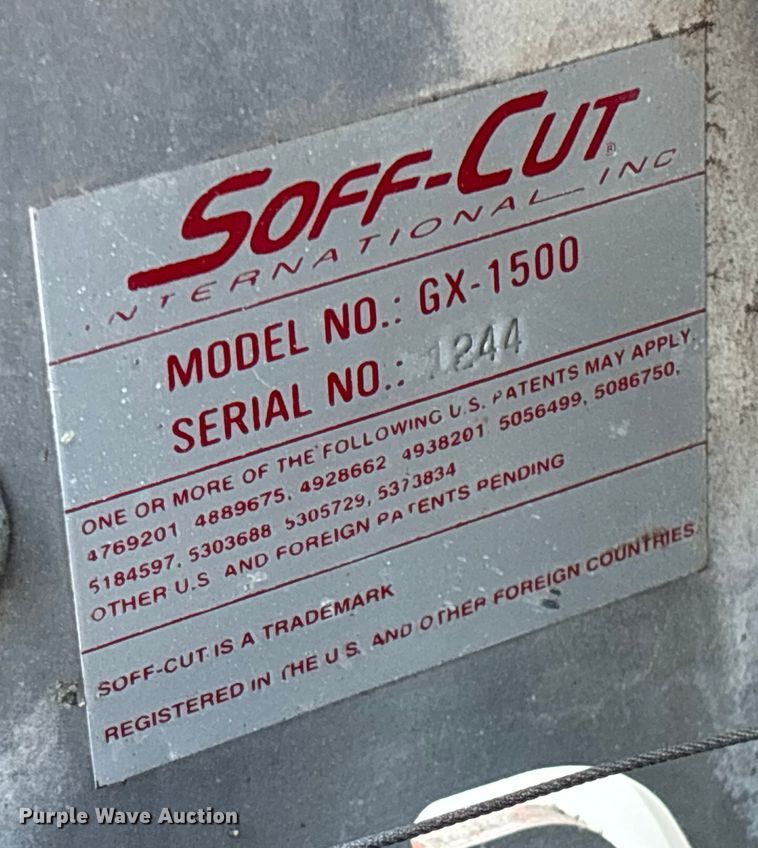 SOFF-CUT®
INTERNATIONAL INC
MODEL NO.: GX-1500
SERIAL NO.: 1244
ONE OR MORE OF THE FOLLOWING U.S. PATENTS MAY APPLY.
4769201 4889675, 4928662 4938201 5056499, 5086750,
5184597, 5303688 5305729, 5373834
OTHER U.S. AND FOREIGN PATENTS PENDING
SOFF-CUT IS A TRADEMARK
REGISTERED IN THE U.S. AND OTHER FOREIGN COUNTRIES.
Purple Wave Auction